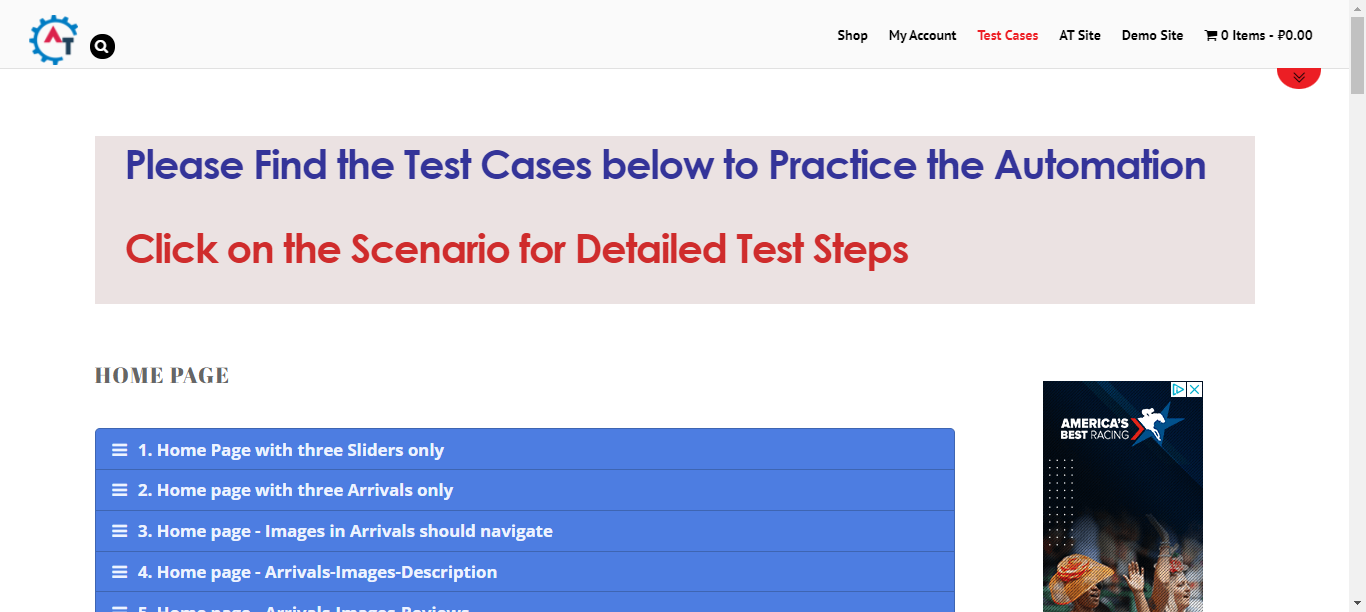 AT
Shop My Account Test Cases AT Site Demo Site 0 Items - ₽0.00
Please Find the Test Cases below to Practice the Automation
Click on the Scenario for Detailed Test Steps
HOME PAGE
1. Home Page with three Sliders only
2. Home page with three Arrivals only
3. Home page - Images in Arrivals should navigate
4. Home page - Arrivals-Images-Description
5. Home page - Arrivals-Images-Reviews
AMERICA'S
BEST RACING